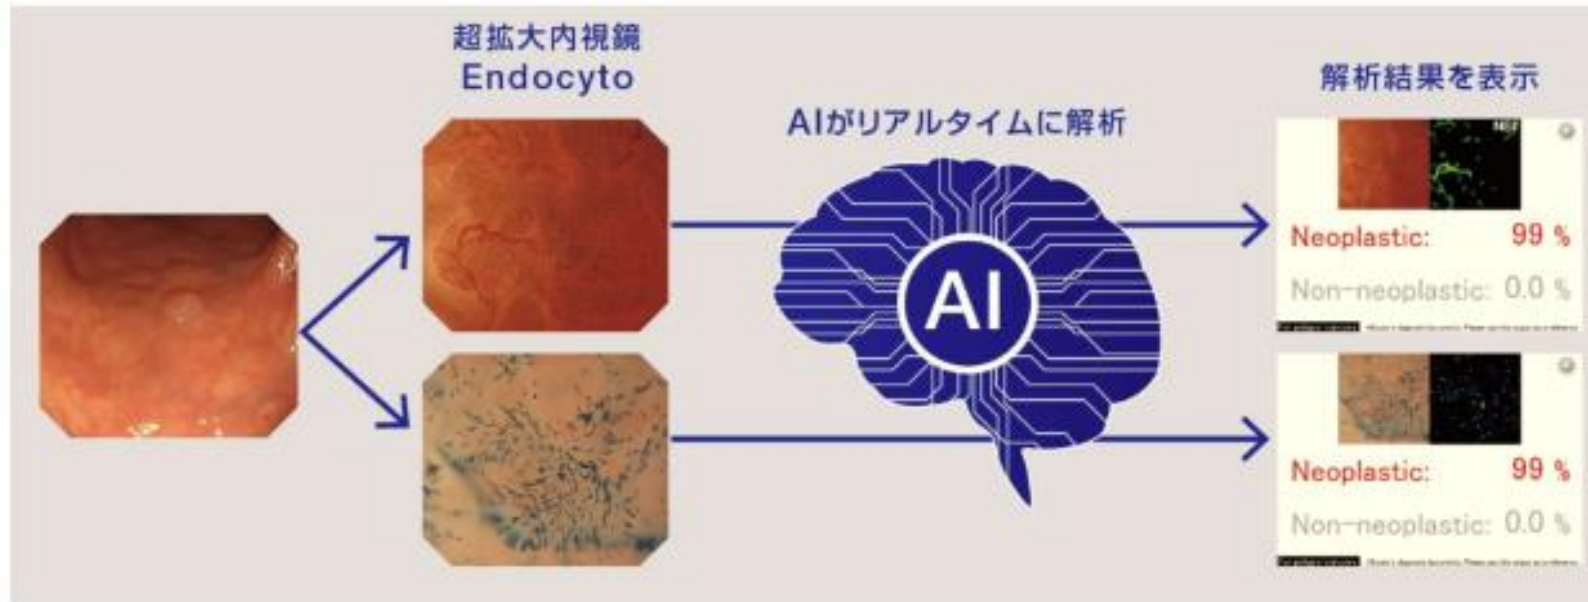 超拡大内視鏡
Endocyto
AIがリアルタイムに解析
AI
解析結果を表示
Neoplastic: 99 %
Non-neoplastic: 0.0 %
Neoplastic: 99 %
Non-neoplastic: 0.0 %